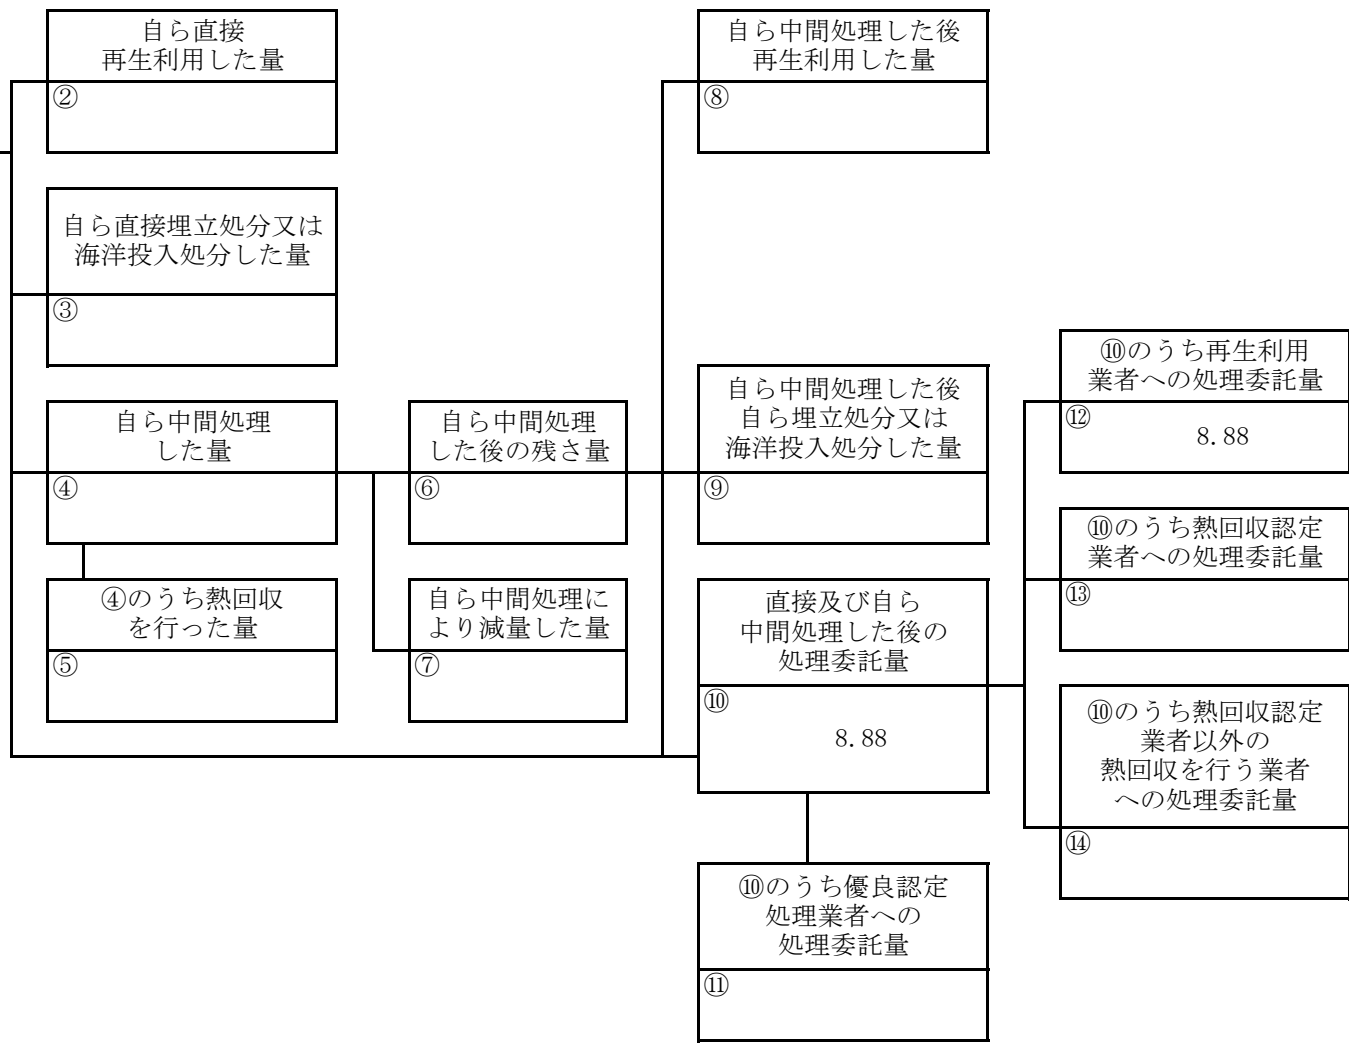 自ら直接
再生利用した量
②
自ら直接埋立処分又は
海洋投入処分した量
③
自ら中間処理
した量
④
④のうち熱回収
を行った量
⑤
自ら中間処理
した後の残さ量
⑥
自ら中間処理に
より減量した量
⑦
自ら中間処理した後
再生利用した量
⑧
自ら中間処理した後
自ら埋立処分又は
海洋投入処分した量
⑨
直接及び自ら
中間処理した後の
処理委託量
⑩
8.88
⑩のうち優良認定
処理業者への
処理委託量
⑪
⑩のうち再生利用
業者への処理委託量
⑫
8.88
⑩のうち熱回収認定
業者への処理委託量
⑬
⑩のうち熱回収認定
業者以外の
熱回収を行う業者
への処理委託量
⑭